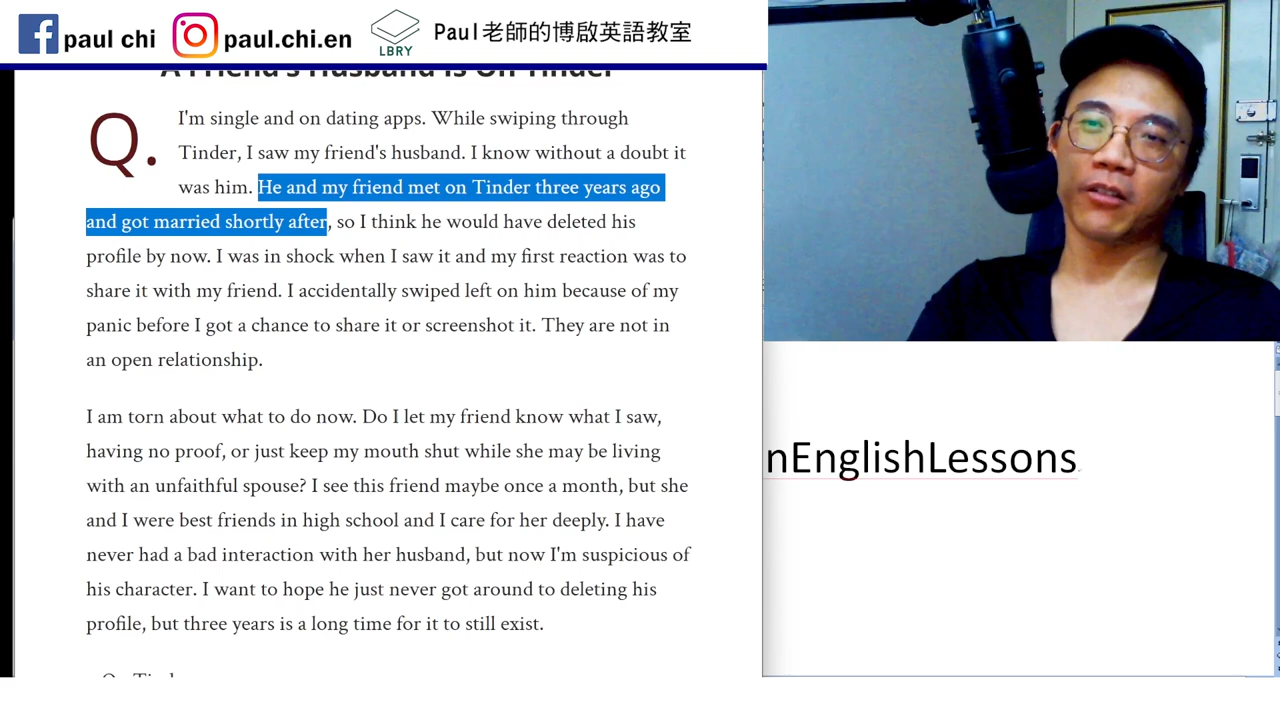 paul chi
paul.chi.en
LBRY
Paul老師的博啟英語教室
A Friend's Husband Is On Tinder
Q.
I'm single and on dating apps. While swiping through
Tinder, I saw my friend's husband. I know without a doubt it
was him. He and my friend met on Tinder three years ago
and got married shortly after, so I think he would have deleted his
profile by now. I was in shock when I saw it and my first reaction was to
share it with my friend. I accidentally swiped left on him because of my
panic before I got a chance to share it or screenshot it. They are not in
an open relationship.
I am torn about what to do now. Do I let my friend know what I saw,
having no proof, or just keep my mouth shut while she may be living
with an unfaithful spouse? I see this friend maybe once a month, but she
and I were best friends in high school and I care for her deeply. I have
never had a bad interaction with her husband, but now I'm suspicious of
his character. I want to hope he just never got around to deleting his
profile, but three years is a long time for it to still exist.
nEnglishLessons